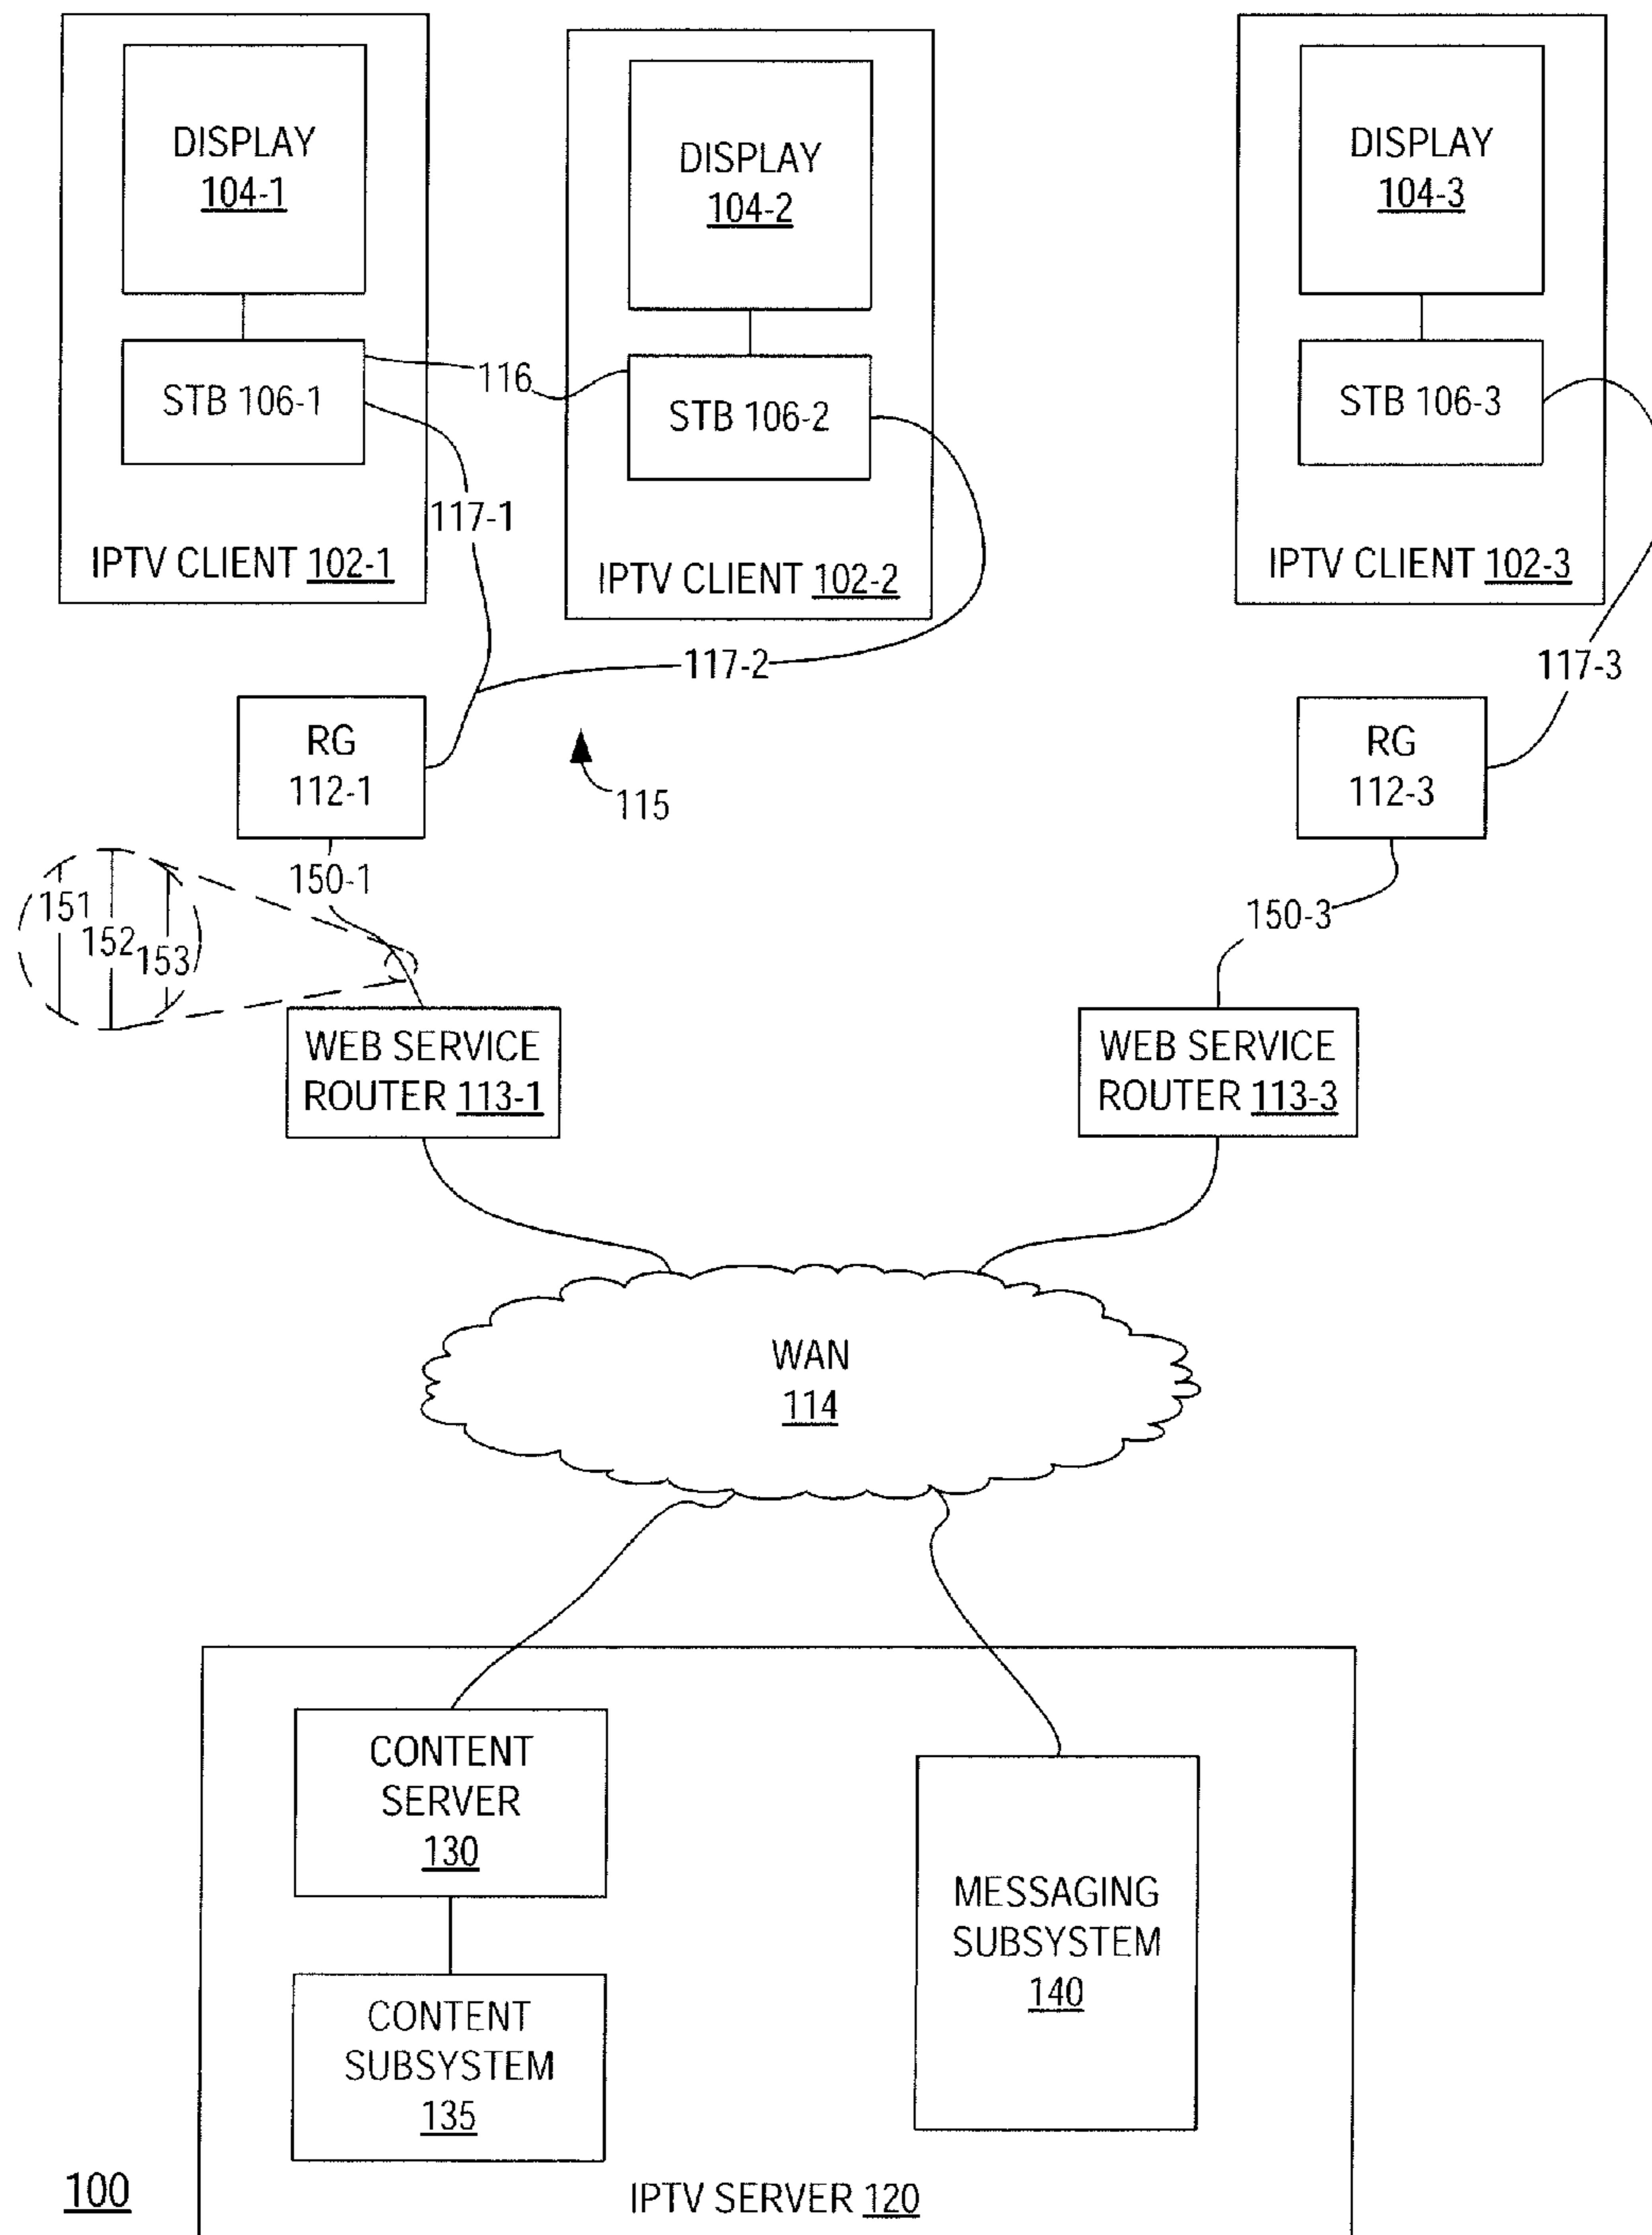 DISPLAY
104-1
STB 106-1
IPTV CLIENT 102-1
DISPLAY
104-2
STB 106-2
IPTV CLIENT 102-2
DISPLAY
104-3
STB 106-3
IPTV CLIENT 102-3
116
117-1
117-2
117-3
RG
112-1
115
RG
112-3
150-1
151
152
153
150-3
WEB SERVICE
ROUTER 113-1
WEB SERVICE
ROUTER 113-3
WAN
114
CONTENT
SERVER
130
CONTENT
SUBSYSTEM
135
MESSAGING
SUBSYSTEM
140
IPTV SERVER 120
100